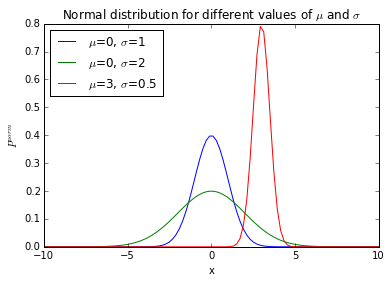 Normal distribution for different values of μ and σ
μ=0, σ=1
μ=0, σ=2
μ=3, σ=0.5
0.8
0.7
0.6
0.5
0.4
0.3
0.2
0.1
0.0
P^norm
−10
−5
0
5
10
x